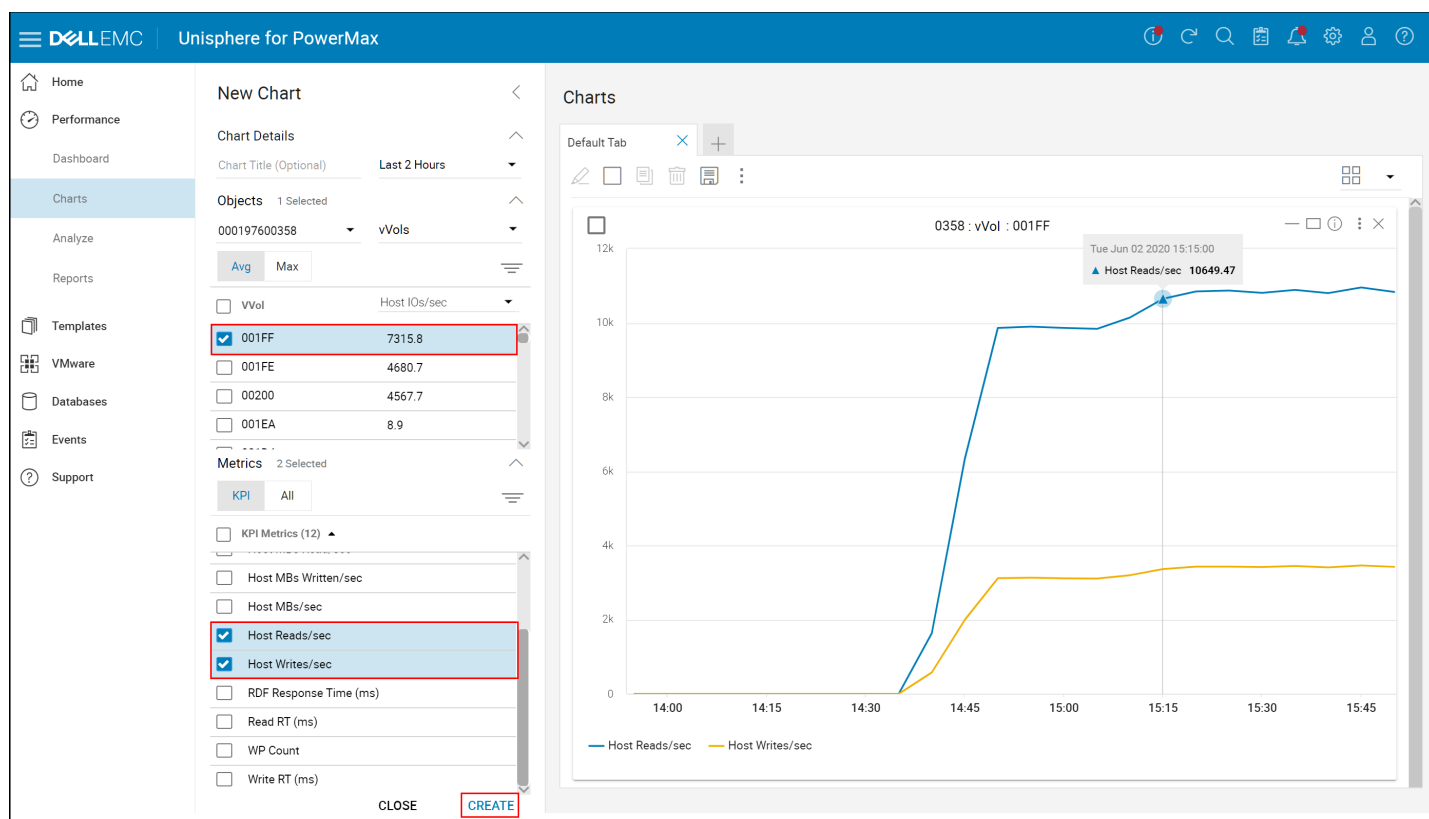 DELLEMC Unisphere for PowerMax
Home
Performance
Dashboard
Charts
Analyze
Reports
Templates
VMware
Databases
Events
Support
New Chart
Chart Details
Chart Title (Optional) Last 2 Hours
Objects 1 Selected
000197600358 vVols
Avg Max
VVol Host IOs/sec
001FF 7315.8
001FE 4680.7
00200 4567.7
001EA 8.9
Metrics 2 Selected
KPI All
KPI Metrics (12)
Host MBs Written/sec
Host MBs/sec
Host Reads/sec
Host Writes/sec
RDF Response Time (ms)
Read RT (ms)
WP Count
Write RT (ms)
CLOSE CREATE
Charts
Default Tab
0358 : vVol : 001FF
Tue Jun 02 2020 15:15:00
Host Reads/sec 10649.47
12k
10k
8k
6k
4k
2k
0
14:00 14:15 14:30 14:45 15:00 15:15 15:30 15:45
Host Reads/sec Host Writes/sec